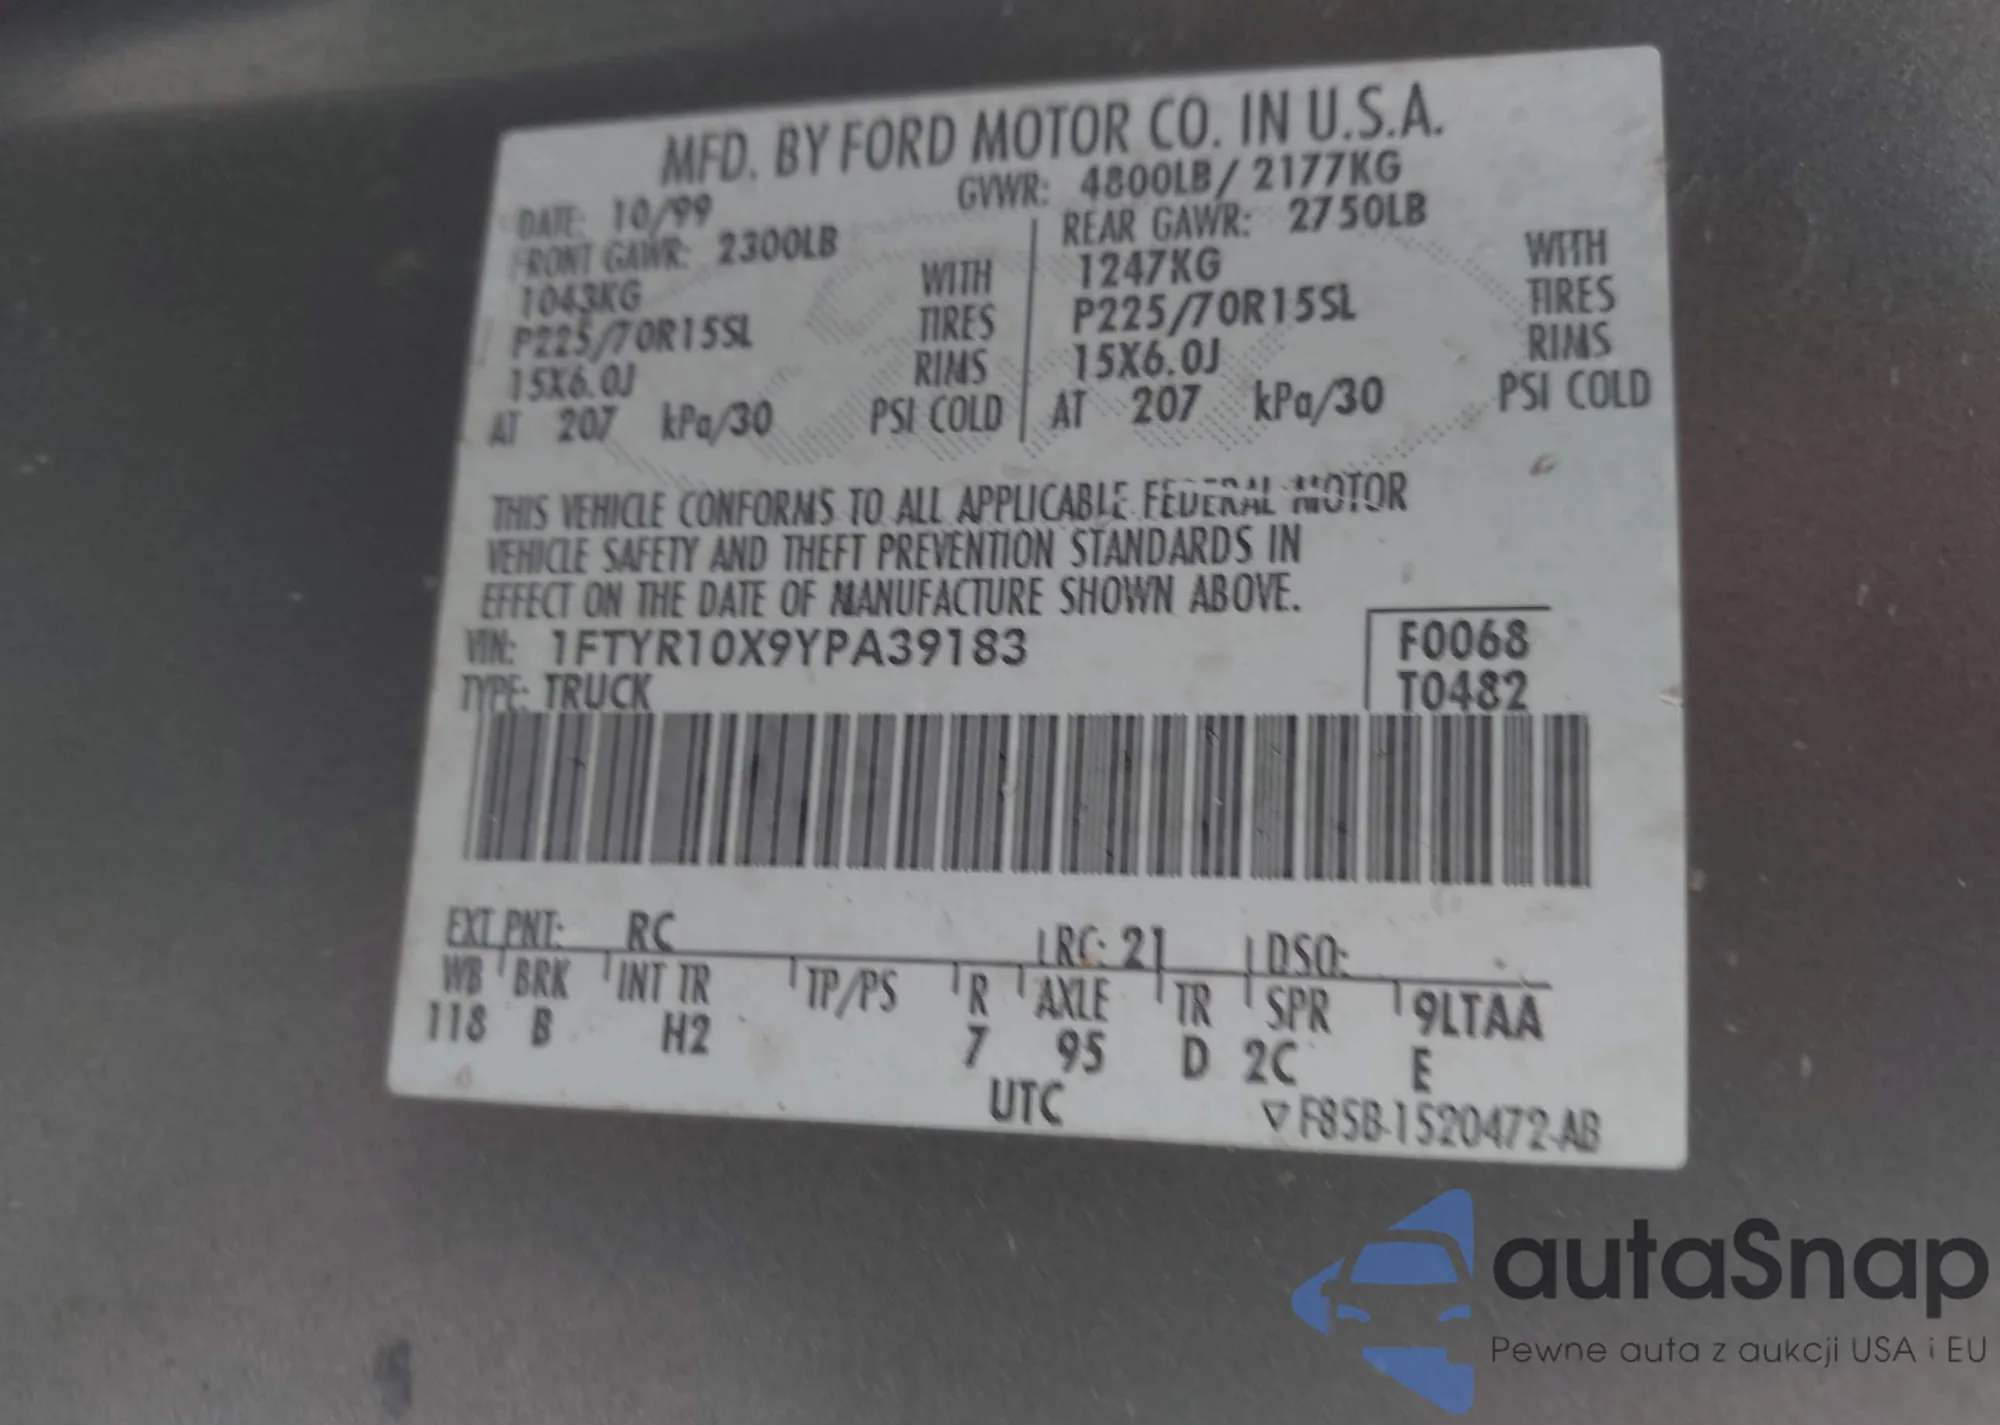 MFD. BY FORD MOTOR CO. IN U.S.A.
DATE: 10/99 GVWR: 4800LB/2177KG
FRONT GAWR: 2300LB REAR GAWR: 2750LB
1043KG WITH 1247KG WITH
P225/70R15SL TIRES P225/70R15SL TIRES
15X6.0J RIMS 15X6.0J RIMS
AT 207 kPa/30 PSI COLD AT 207 kPa/30 PSI COLD
THIS VEHICLE CONFORMS TO ALL APPLICABLE FEDERAL MOTOR
VEHICLE SAFETY AND THEFT PREVENTION STANDARDS IN
EFFECT ON THE DATE OF MANUFACTURE SHOWN ABOVE.
VIN: 1FTYR10X9YPA39183 F0068
TYPE: TRUCK T0482
EXT PNT: RC RC: 21 DSO:
WB BRK INT TR TP/PS R AXLE TR SPR 9LTAA
118 B H2 7 95 D 2C E
UTC ▽ F85B-1520472-AB
autaSnap
Pewne auta z aukcji USA i EU